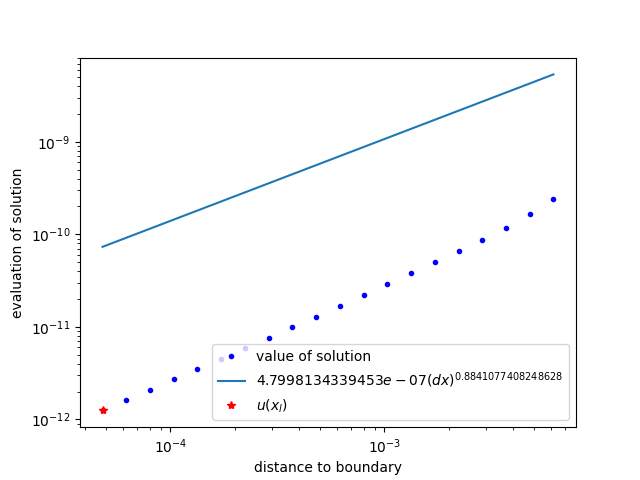 10^{-9}
10^{-10}
10^{-11}
10^{-12}
evaluation of solution
value of solution
4.7998134339453e − 07(dx)^{0.8841077408248628}
u(x_l)
10^{-4}
10^{-3}
distance to boundary